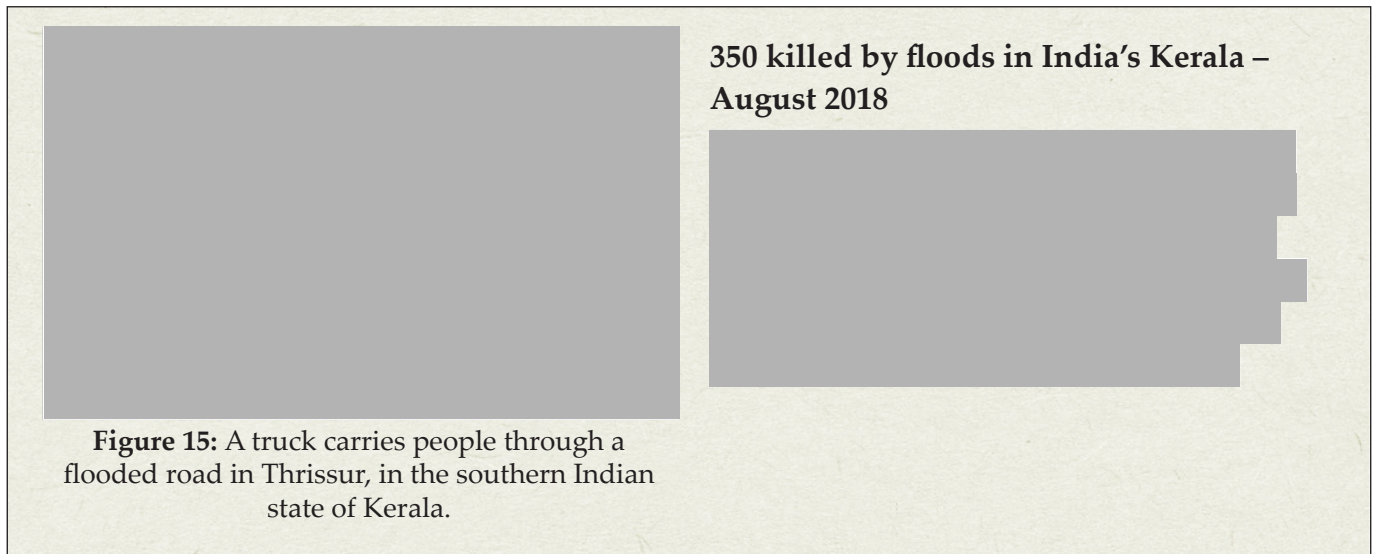 350 killed by floods in India’s Kerala –
August 2018
Figure 15: A truck carries people through a
flooded road in Thrissur, in the southern Indian
state of Kerala.